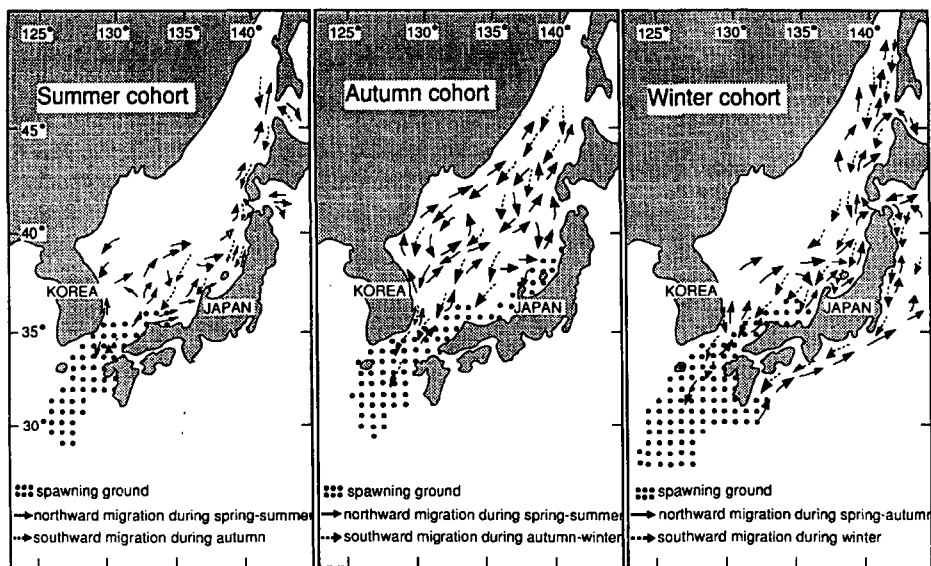 125° 130° 135° 140°
Summer cohort
45°
40°
KOREA
JAPAN
35°
30
spawning ground
northward migration during spring-summer
southward migration during autumn
125° 130° 135° 140°
Autumn cohort
KOREA
JAPAN
spawning ground
northward migration during spring-summer
southward migration during autumn-winter
125° 130° 135° 140°
Winter cohort
KOREA
JAPAN
spawning ground
northward migration during spring-autumn
southward migration during winter